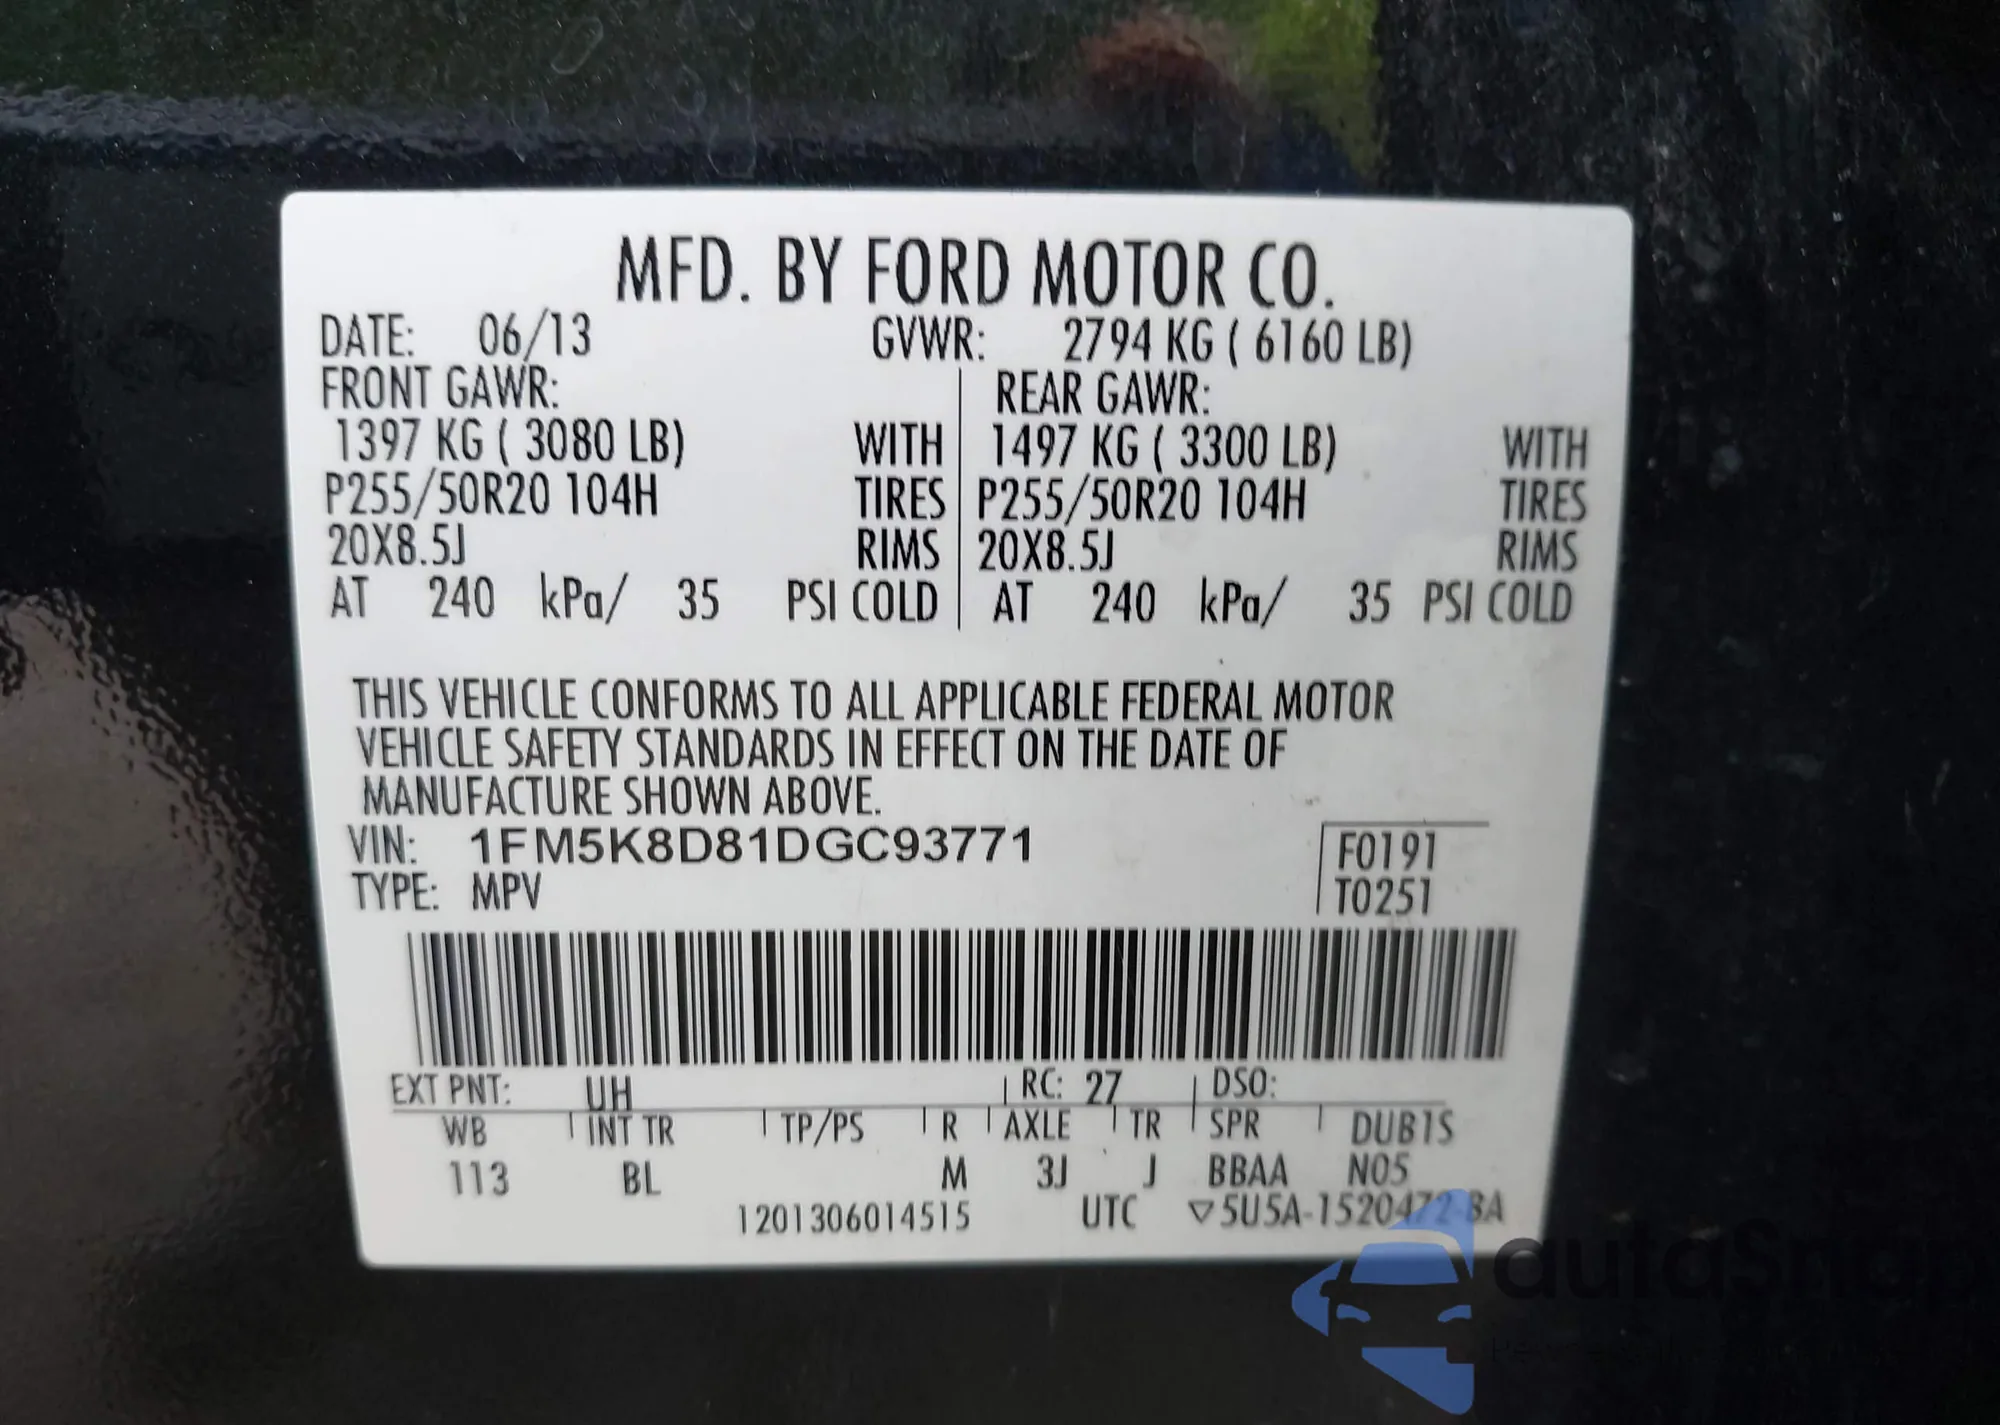 MFD. BY FORD MOTOR CO.
DATE: 06/13 GVWR: 2794 KG ( 6160 LB)
FRONT GAWR: REAR GAWR:
1397 KG ( 3080 LB) WITH 1497 KG ( 3300 LB) WITH
P255/50R20 104H TIRES P255/50R20 104H TIRES
20X8.5J RIMS 20X8.5J RIMS
AT 240 kPa/ 35 PSI COLD AT 240 kPa/ 35 PSI COLD
THIS VEHICLE CONFORMS TO ALL APPLICABLE FEDERAL MOTOR
VEHICLE SAFETY STANDARDS IN EFFECT ON THE DATE OF
MANUFACTURE SHOWN ABOVE.
VIN: 1FM5K8D81DGC93771 F0191
TYPE: MPV T0251
EXT PNT: UH RC: 27 DSO:
WB INT TR TP/PS R AXLE TR SPR DUB1S
113 BL M 3J J BBAA N05
1201306014515 UTC ▽5U5A-1520472-BA
autoSnap